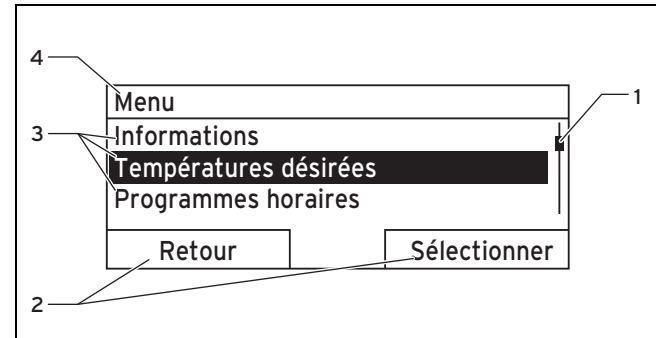 4
Menu
1
3
Informations
Températures désirées
Programmes horaires
Retour
Sélectionner
2